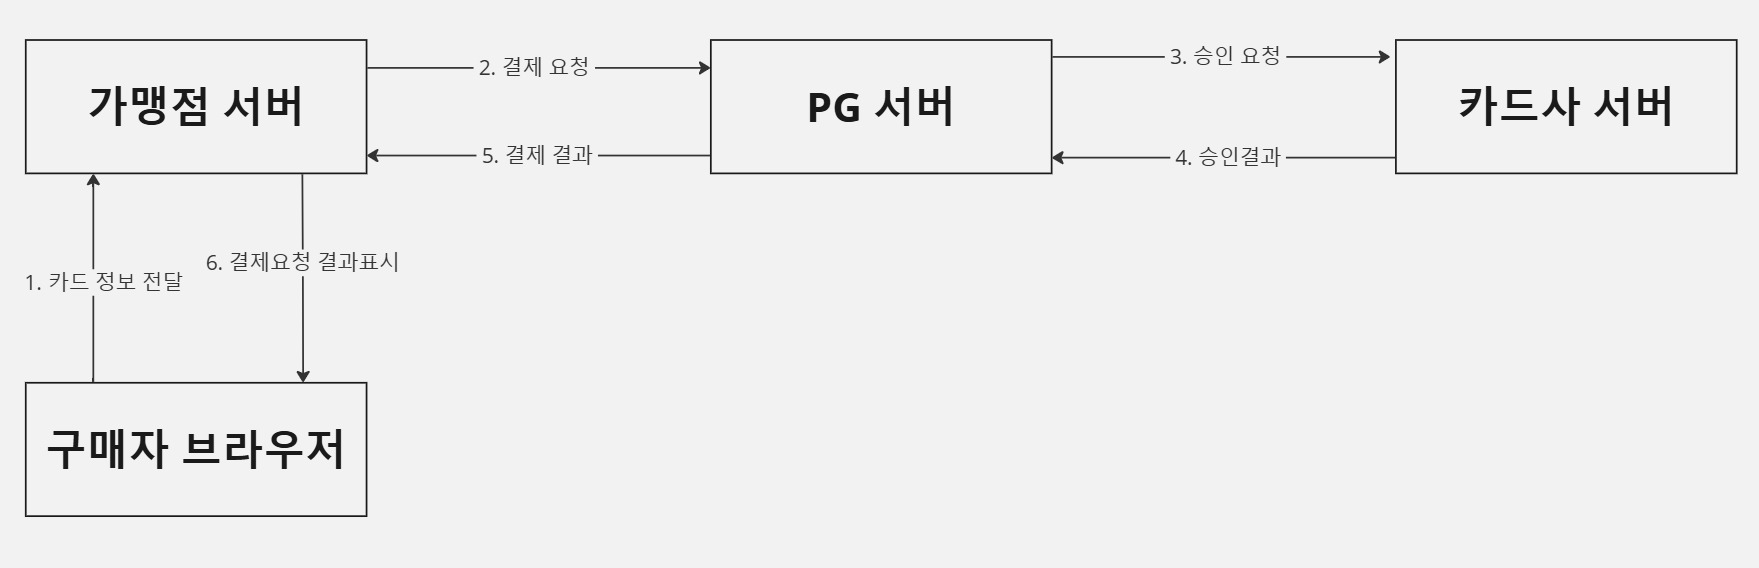 가맹점 서버
2. 결제 요청
PG 서버
3. 승인 요청
카드사 서버
5. 결제 결과
4. 승인결과
1. 카드 정보 전달
6. 결제요청 결과표시
구매자 브라우저